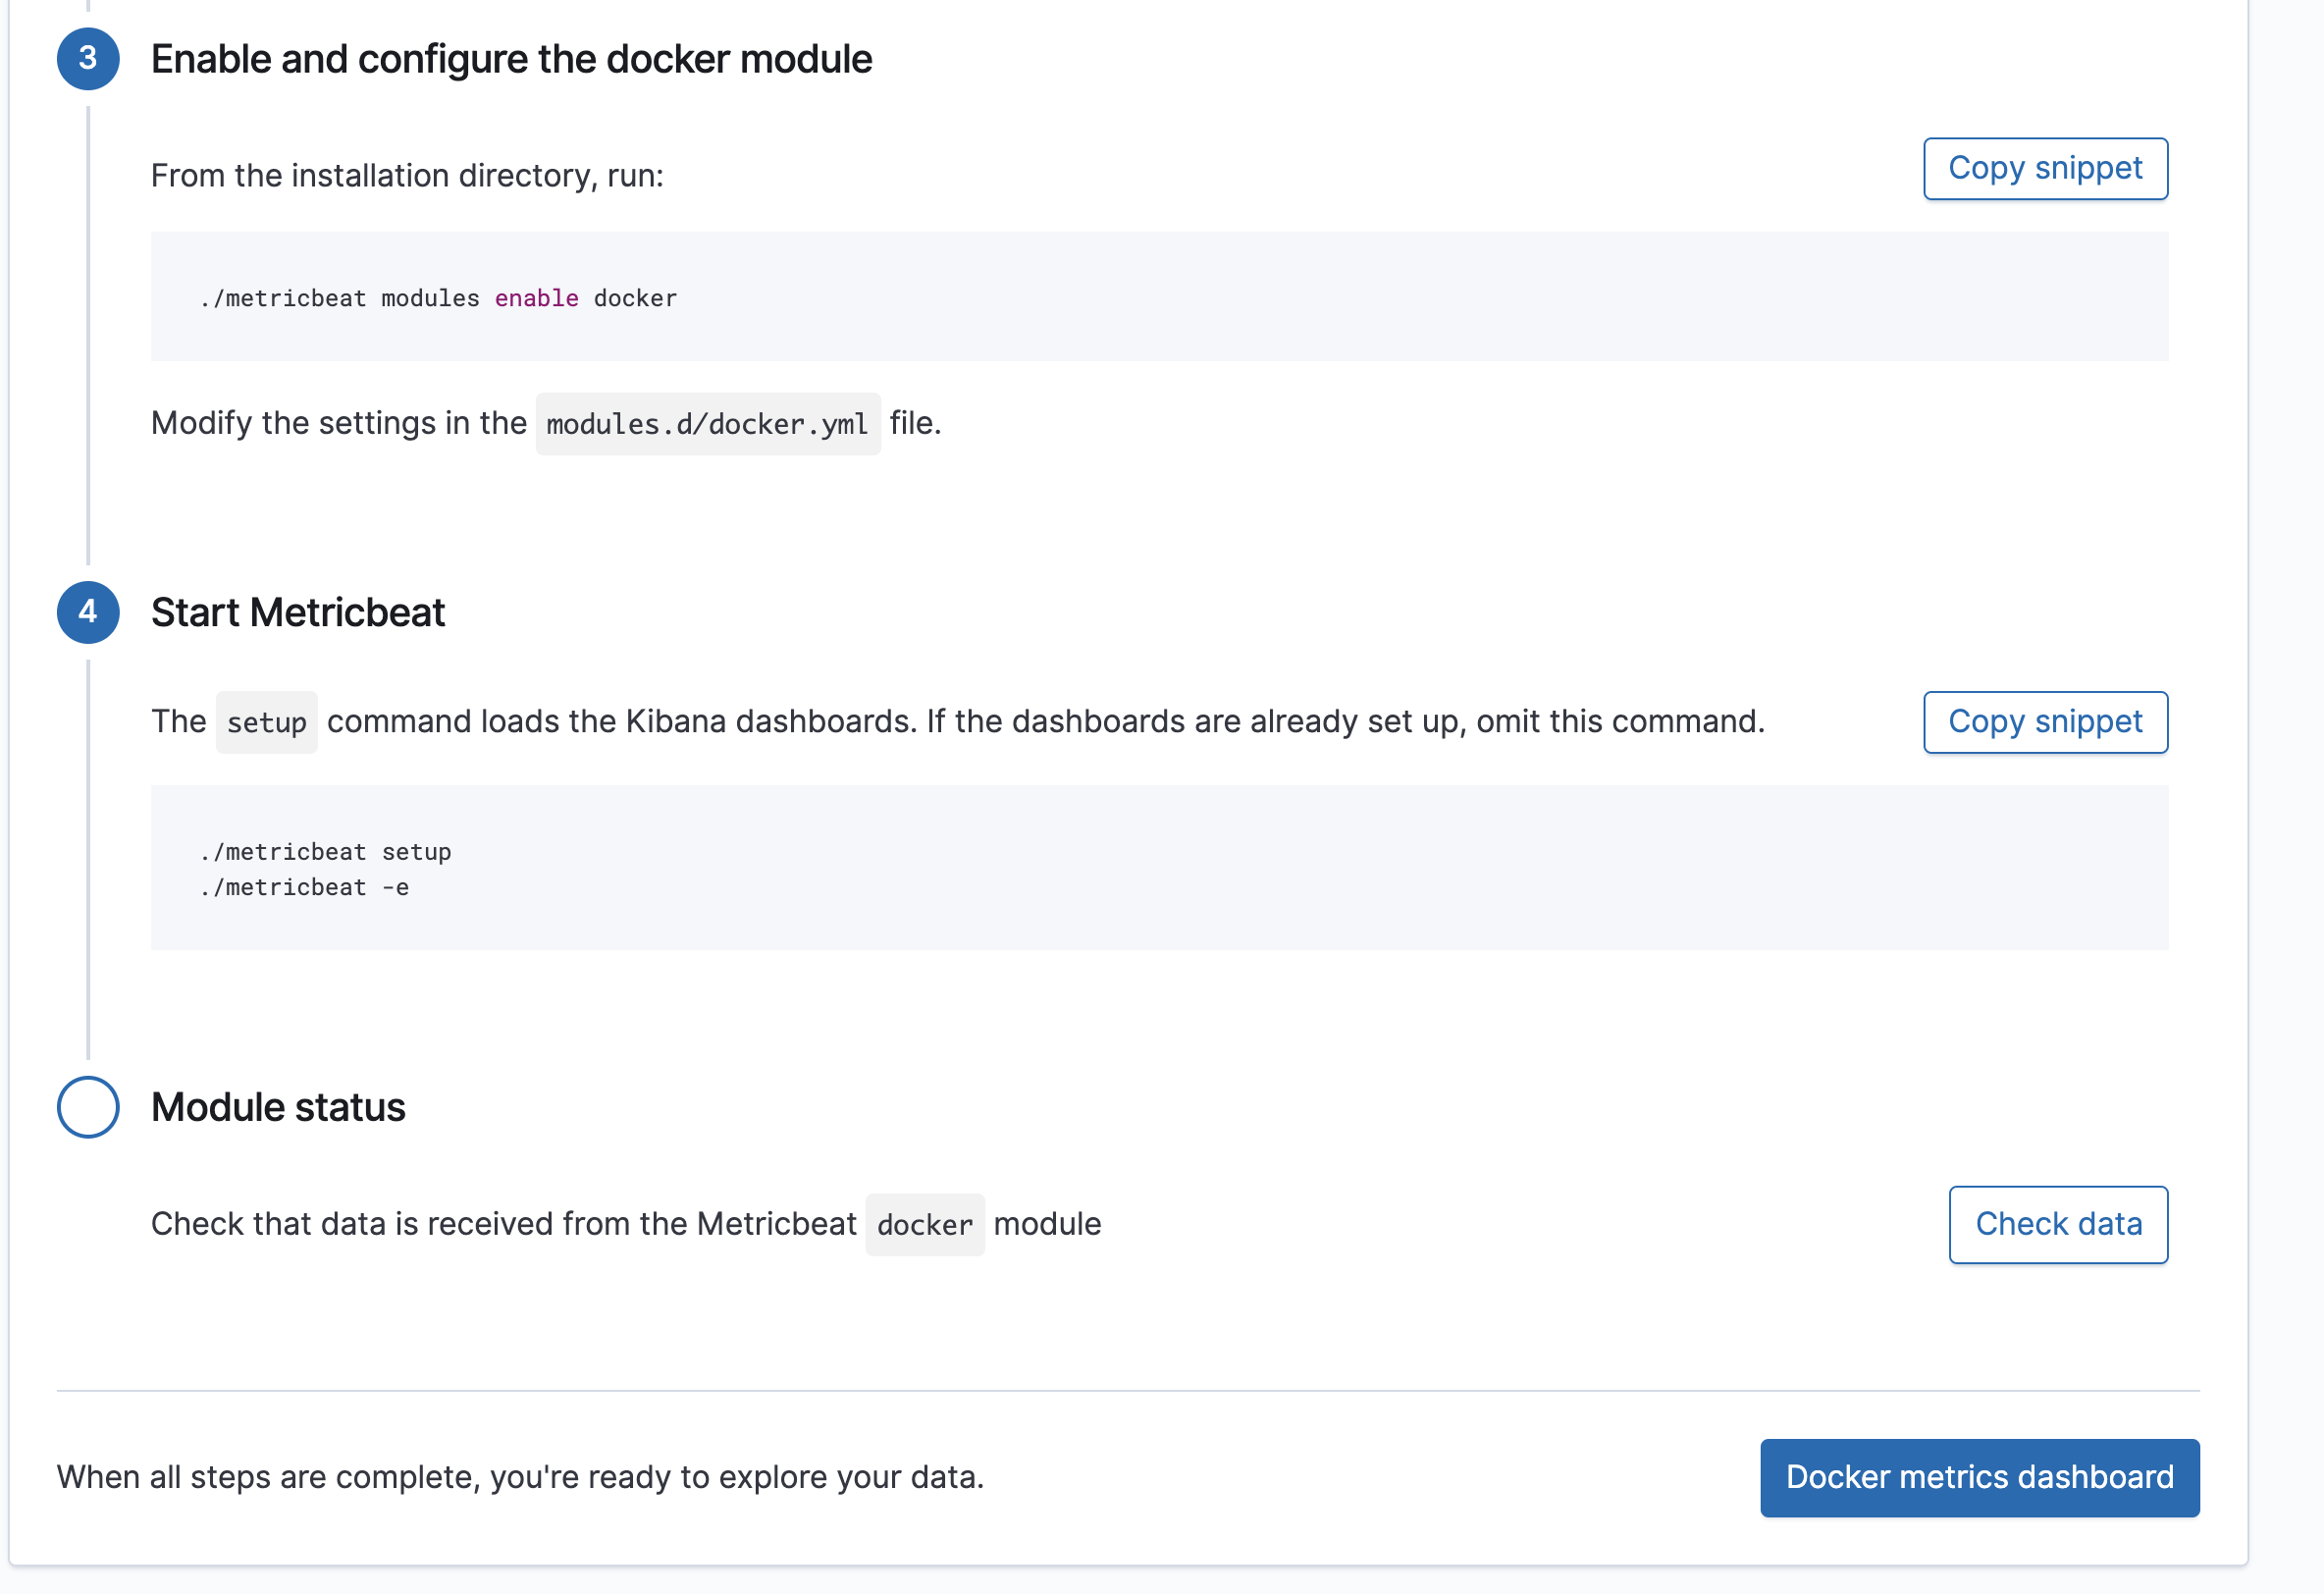 3 Enable and configure the docker module
From the installation directory, run:
Copy snippet
./metricbeat modules enable docker
Modify the settings in the modules.d/docker.yml file.
4 Start Metricbeat
The setup command loads the Kibana dashboards. If the dashboards are already set up, omit this command.
Copy snippet
./metricbeat setup
./metricbeat -e
Module status
Check that data is received from the Metricbeat docker module
Check data
When all steps are complete, you're ready to explore your data.
Docker metrics dashboard